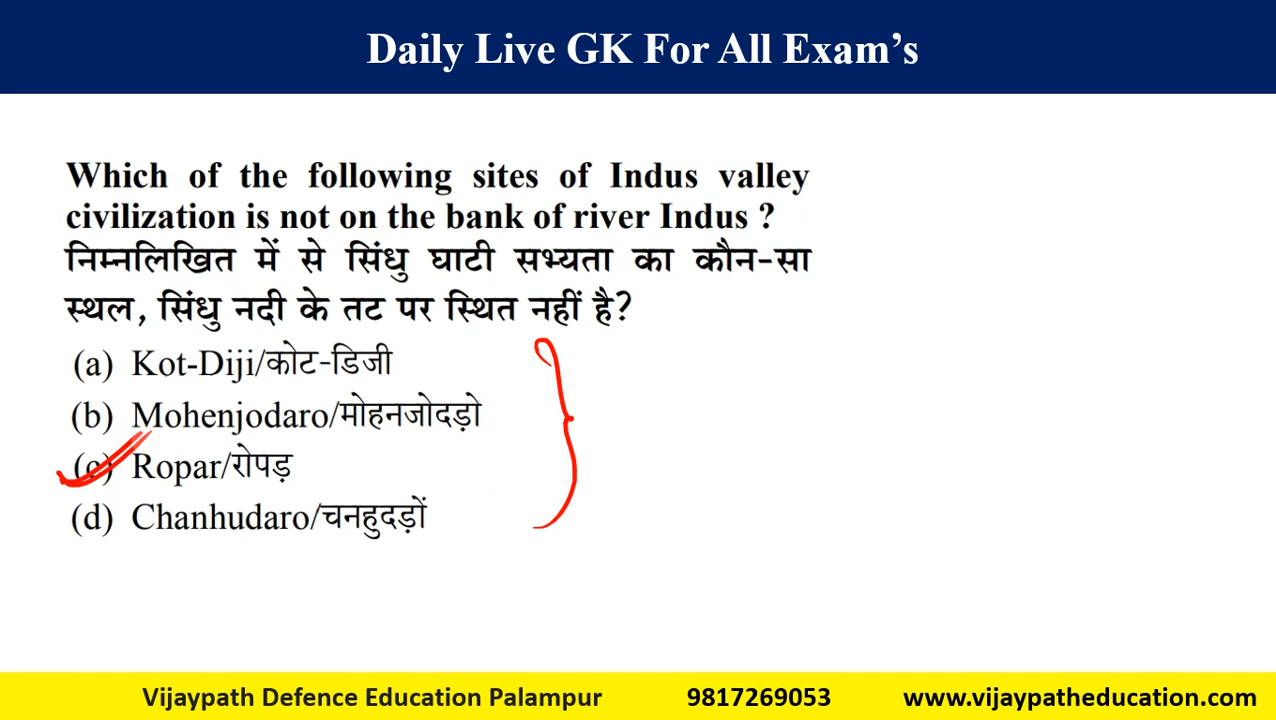 Daily Live GK For All Exam’s
Which of the following sites of Indus valley
civilization is not on the bank of river Indus ?
निम्नलिखित में से सिंधु घाटी सभ्यता का कौन-सा
स्थल, सिंधु नदी के तट पर स्थित नहीं है?
(a) Kot-Diji/कोट-डिजी
(b) Mohenjodaro/मोहनजोदड़ो
(c) Ropar/रोपड़
(d) Chanhudaro/चनहुदड़ों
Vijaypath Defence Education Palampur 9817269053 www.vijaypatheducation.com